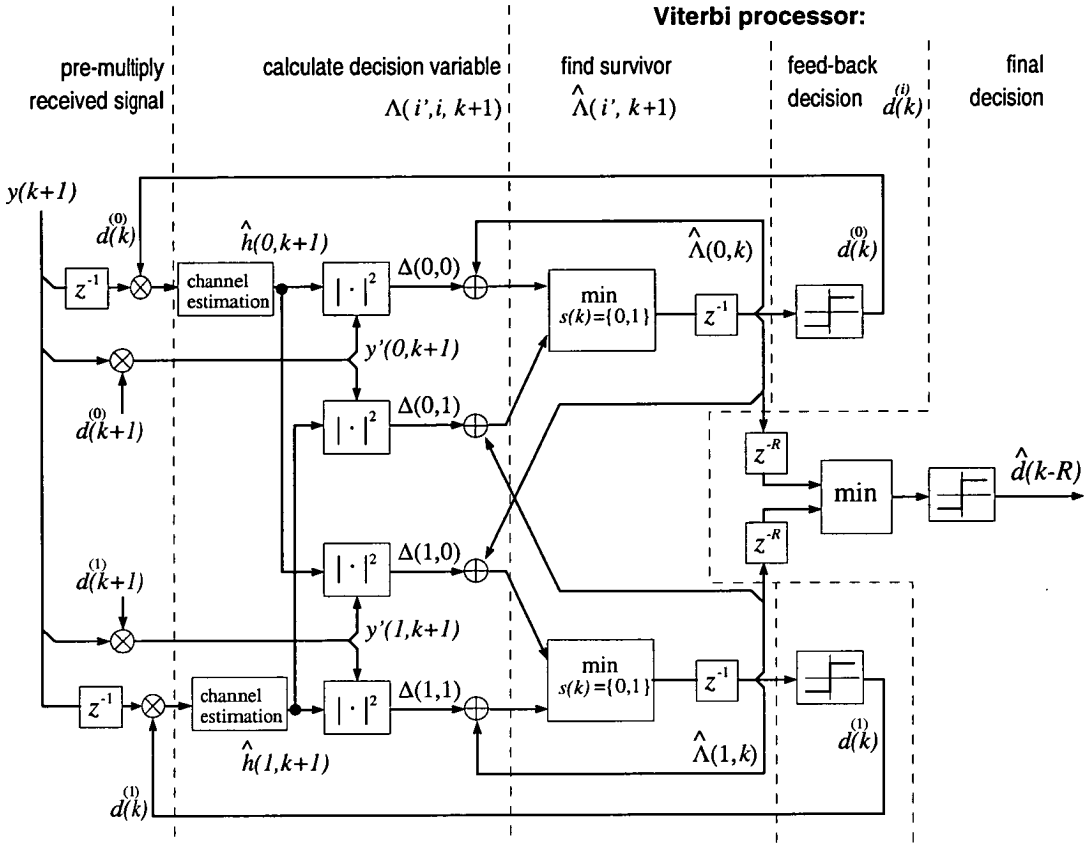 Viterbi processor:
pre-multiply
received signal
calculate decision variable
Λ(i',i, k+1)
find survivor
Λ̂(i', k+1)
feed-back
decision d^(i)(k)
final
decision
y(k+1)
d^(0)(k)
ĥ(0,k+1)
Λ̂(0,k)
d^(0)(k)
z⁻¹
channel
estimation
|·|²
Δ(0,0)
min
s(k)={0,1}
z⁻¹
y'(0,k+1)
|·|²
Δ(0,1)
d^(0)(k+1)
z^-R
min
d̂(k-R)
z^-R
|·|²
Δ(1,0)
d^(1)(k+1)
y'(1,k+1)
min
s(k)={0,1}
z⁻¹
z⁻¹
channel
estimation
|·|²
Δ(1,1)
ĥ(1,k+1)
Λ̂(1,k)
d^(1)(k)
d^(1)(k)